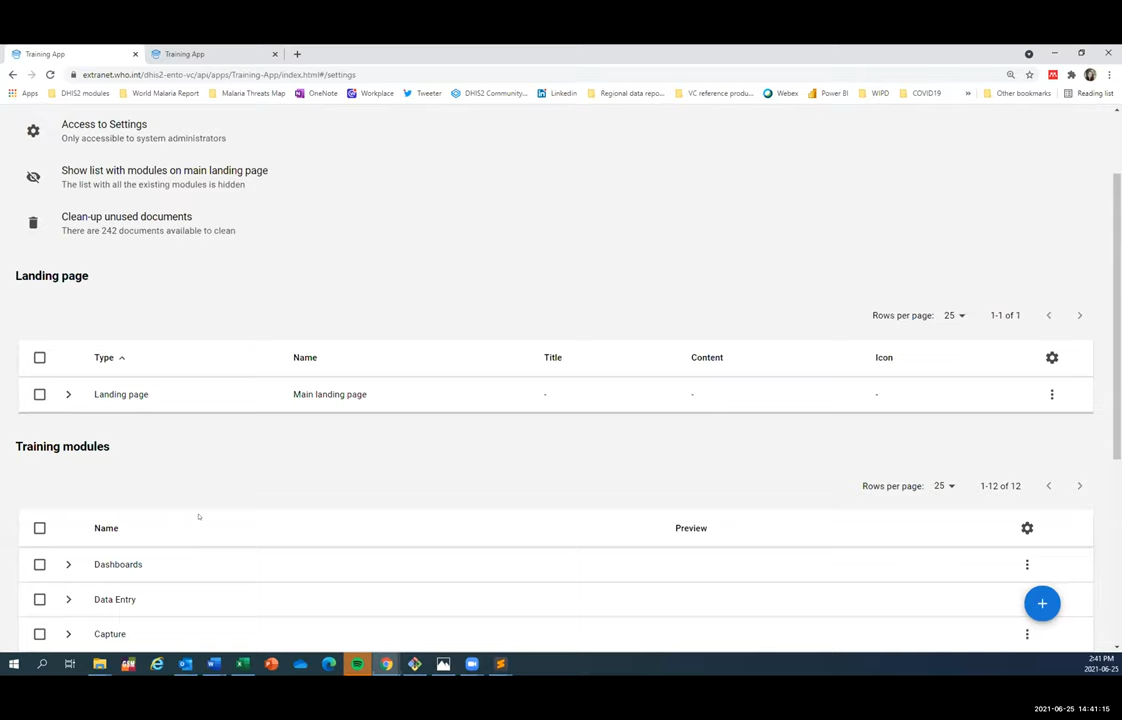 Training App
Training App
extranet.who.int/dhis2-ento-vc/api/apps/Training-App/index.html#/settings
Apps DHIS2 modules World Malaria Report Malaria Threats Map OneNote Workplace Tweeter DHIS2 Community... Linkedin Regional data repo... VC reference produ... Webex Power BI WIPD COVID19 » Other bookmarks Reading list
Access to Settings
Only accessible to system administrators
Show list with modules on main landing page
The list with all the existing modules is hidden
Clean-up unused documents
There are 242 documents available to clean
Landing page
Rows per page: 25 1-1 of 1
Type Name Title Content Icon
Landing page Main landing page - - -
Training modules
Rows per page: 25 1-12 of 12
Name Preview
Dashboards
Data Entry
Capture
2:41 PM
2021-06-25
2021-06-25 14:41:15